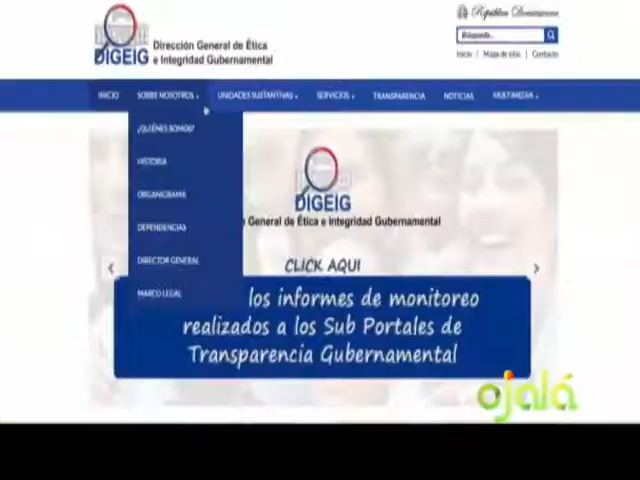 DIGEIG
Dirección General de Ética
e Integridad Gubernamental
República Dominicana
Búsqueda...
Inicio | Mapa de sitio | Contacto
INICIO SOBRE NOSOTROS UNIDADES SUSTANTIVAS SERVICIOS TRANSPARENCIA NOTICIAS MULTIMEDIA
¿QUIÉNES SOMOS?
HISTORIA
ORGANIGRAMA
DEPENDENCIAS
DIRECTOR GENERAL
MARCO LEGAL
DIGEIG
General de Ética e Integridad Gubernamental
CLICK AQUI
los informes de monitoreo
realizados a los Sub Portales de
Transparencia Gubernamental
ojalá